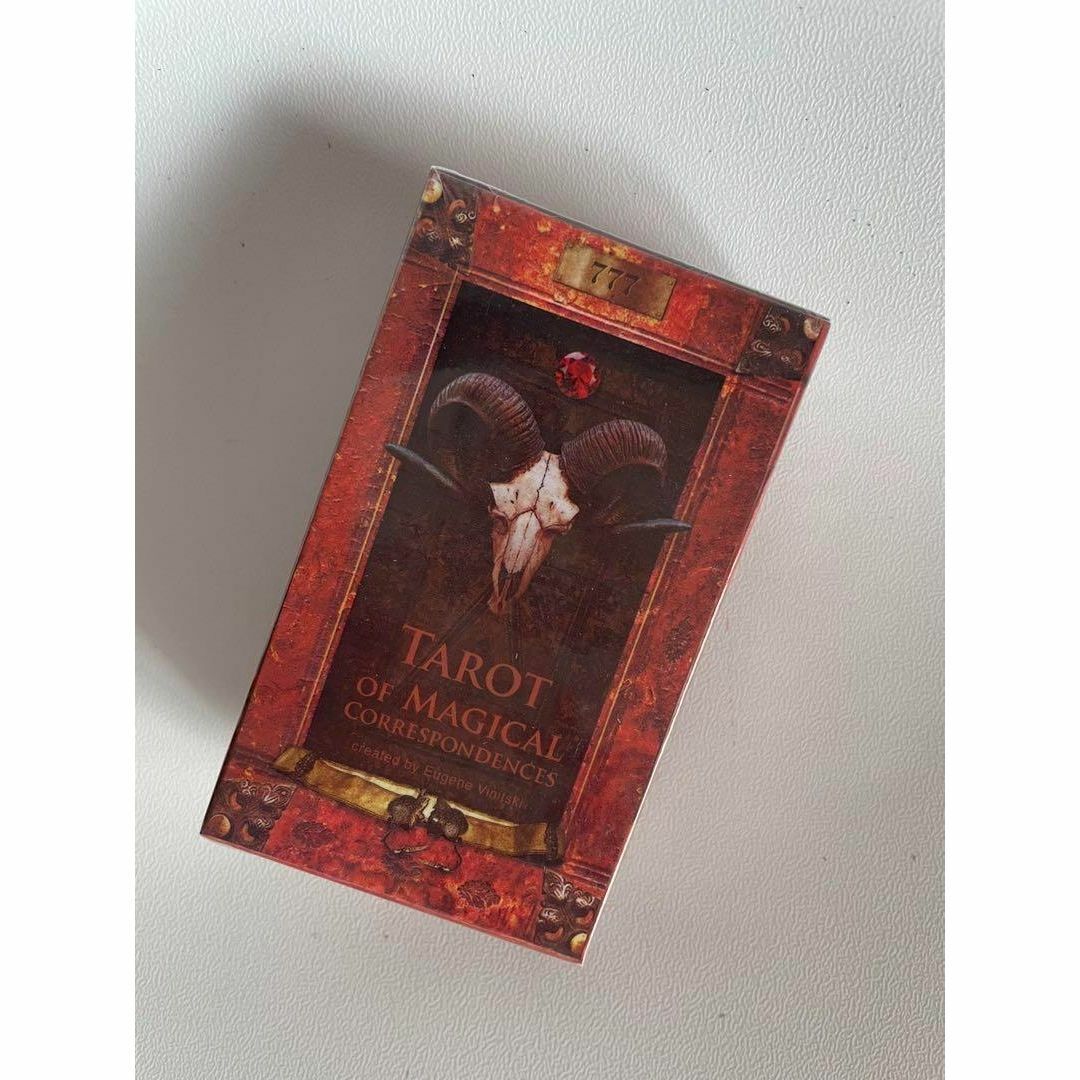 777
TAROT
OF MAGICAL
CORRESPONDENCES
created by Eugene Vinitski